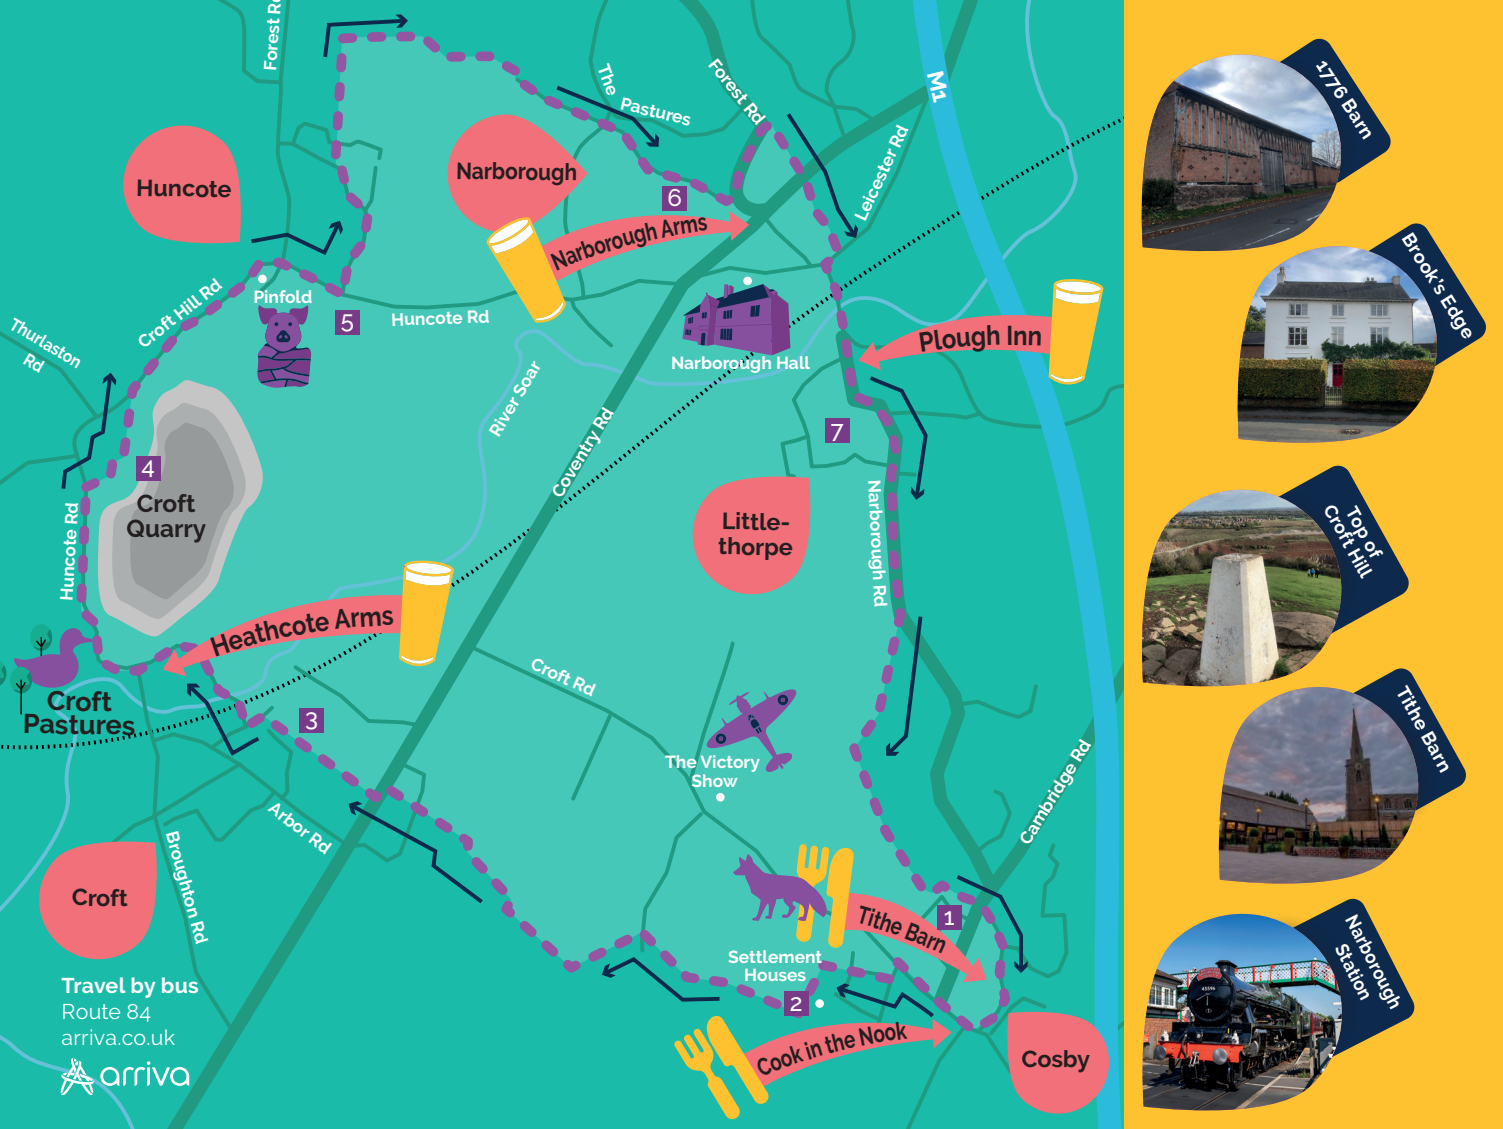 Forest Rd
M1
The
Pastures
Forest Rd
Leicester Rd
Huncote
Narborough
6
Narborough Arms
Croft Hill Rd
Pinfold
5
Huncote Rd
Thurlaston
Rd
Narborough Hall
Plough Inn
River Soar
Coventry Rd
7
4
Croft
Quarry
Huncote Rd
Little-
thorpe
Narborough Rd
Heathcote Arms
Croft
Pastures
3
Croft Rd
The Victory
Show
Cambridge Rd
Arbor Rd
Broughton Rd
Croft
Tithe Barn
1
Settlement
Houses
2
Cook in the Nook
Cosby
Travel by bus
Route 84
arriva.co.uk
arriva
1776 Barn
Brook's Edge
Top of
Croft Hill
Tithe Barn
Narborough
Station
45596